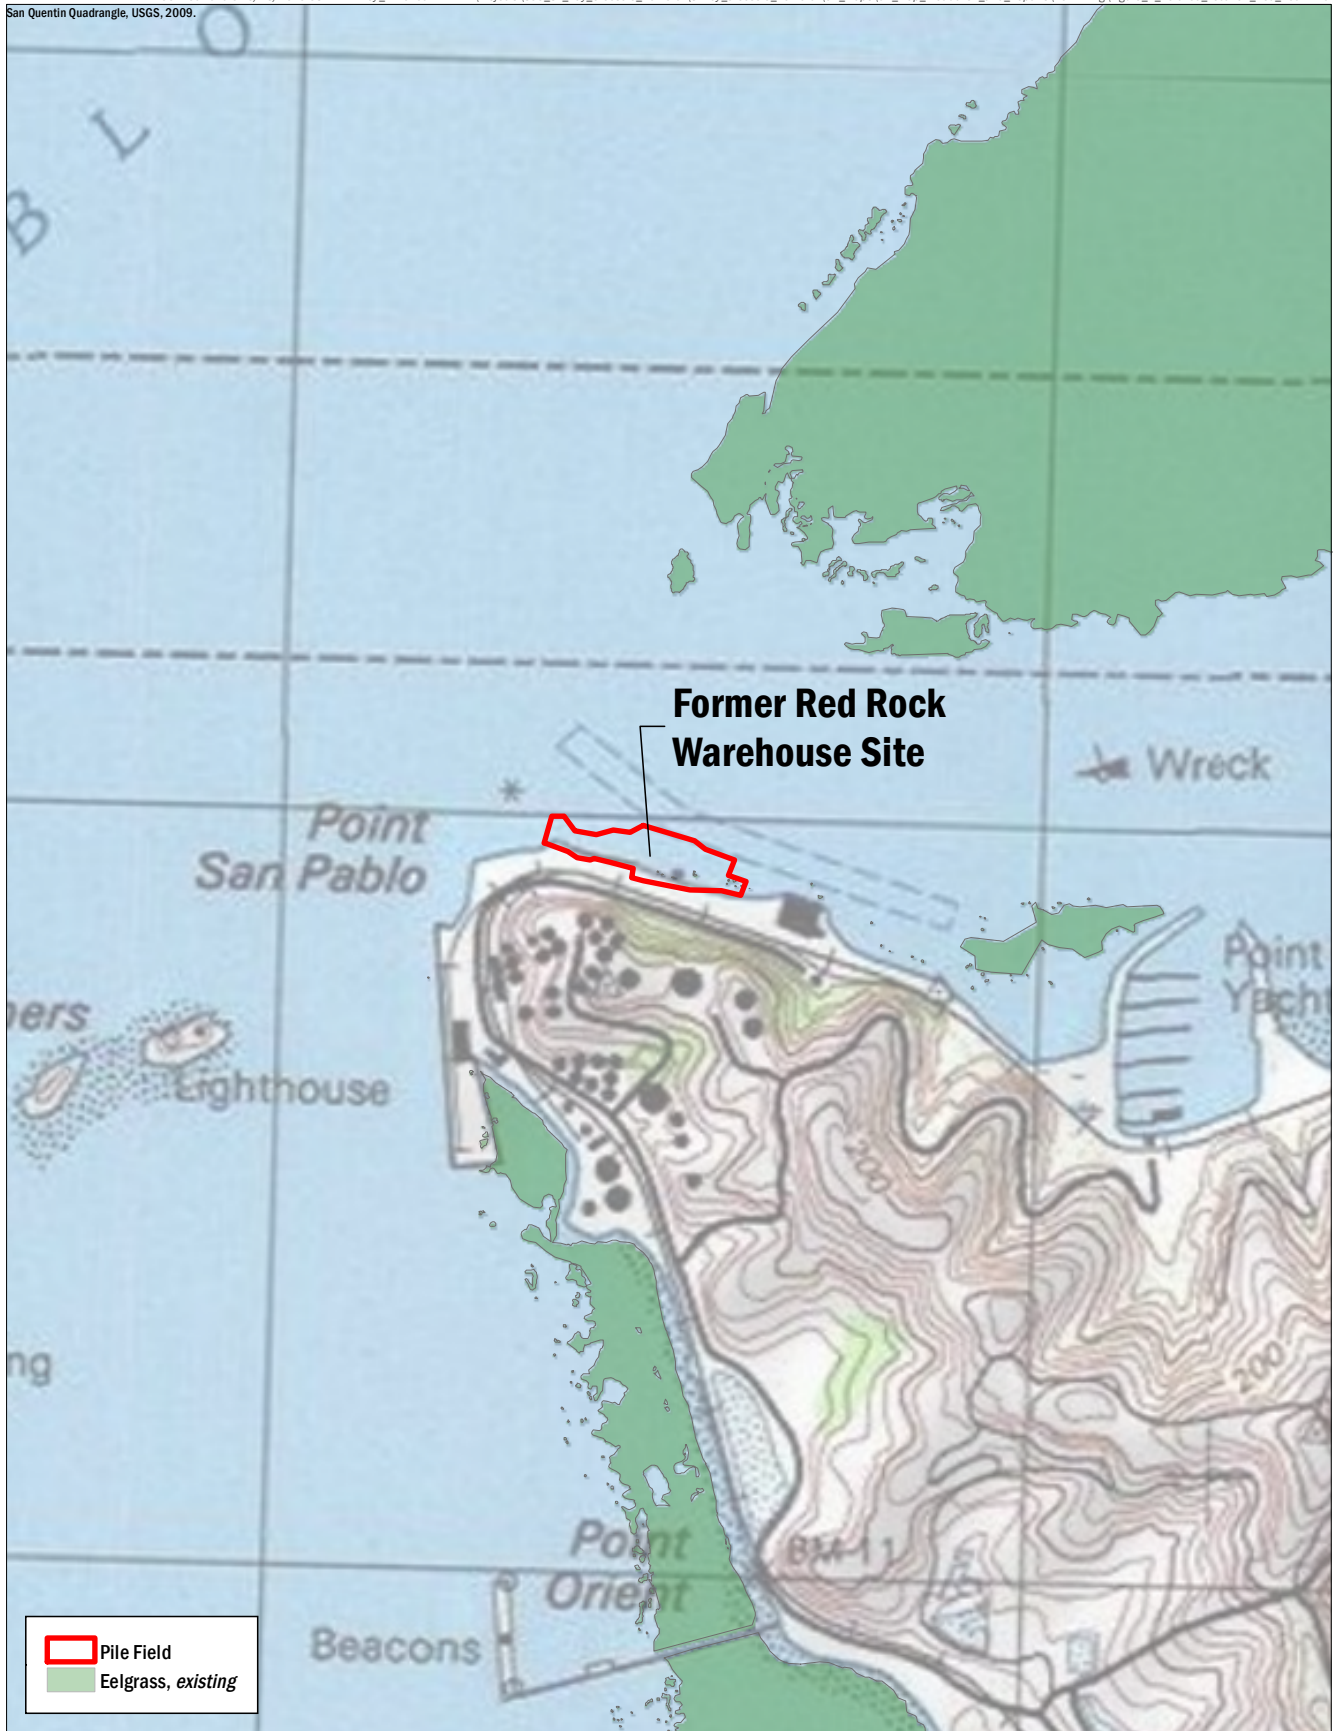 San Quentin Quadrangle, USGS, 2009.
B L O
Former Red Rock
Warehouse Site
Wreck
Point
San Pablo
Point
Yacht
ners
Lighthouse
200
200
ng
Point
Orient
BM 11
Beacons
Pile Field
Eelgrass, existing